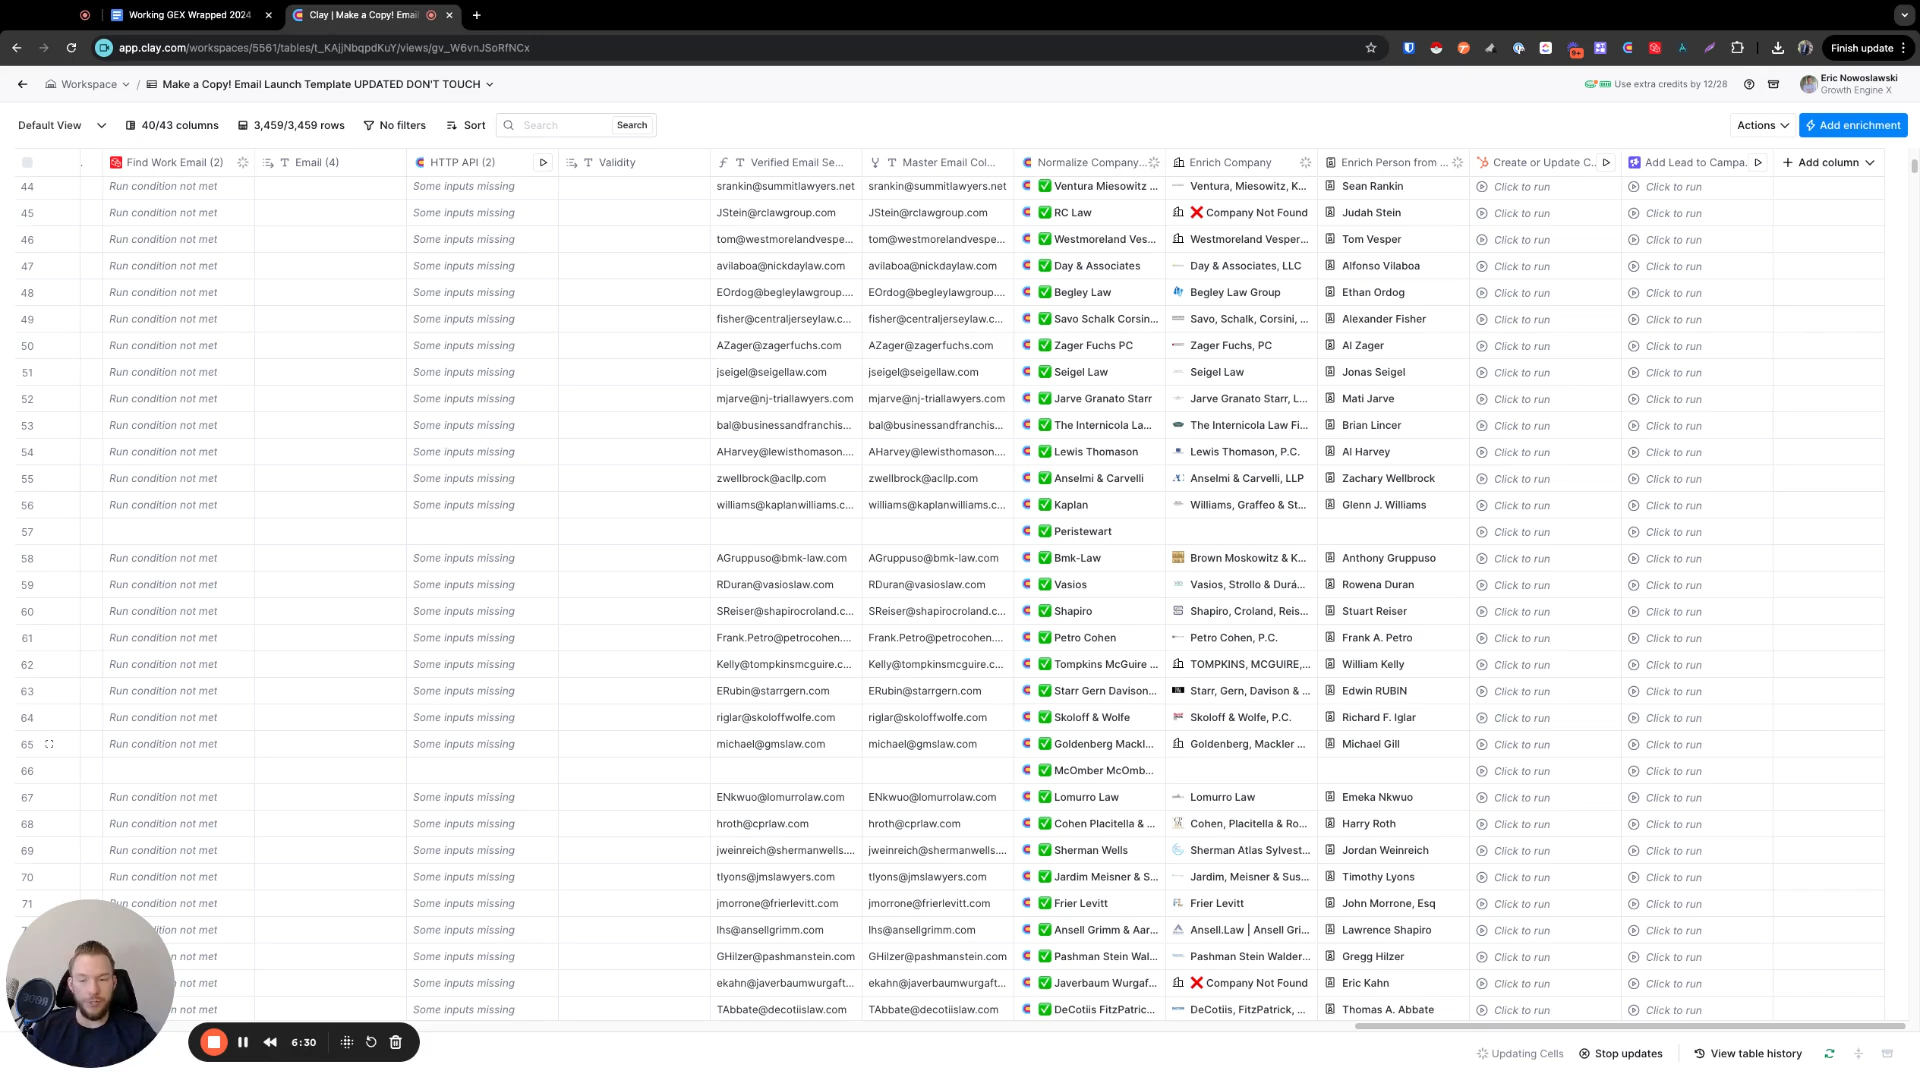 Working GEX Wrapped 2024
Clay | Make a Copy! Email
app.clay.com/workspaces/5561/tables/t_KAjjNbqpdKuY/views/gv_W6vnJSoRfNCx
9+
Finish update
Workspace / Make a Copy! Email Launch Template UPDATED DON'T TOUCH
Use extra credits by 12/28
Eric Nowoslawski
Growth Engine X
Default View 40/43 columns 3,459/3,459 rows No filters Sort Search Search Actions Add enrichment
. Find Work Email (2) Email (4) HTTP API (2) Validity Verified Email Se... Master Email Col... Normalize Company... Enrich Company Enrich Person from ... Create or Update C... Add Lead to Campa... Add column
44 Run condition not met Some inputs missing srankin@summitlawyers.net srankin@summitlawyers.net Ventura Miesowitz ... Ventura, Miesowitz, K... Sean Rankin Click to run Click to run
45 Run condition not met Some inputs missing JStein@rclawgroup.com JStein@rclawgroup.com RC Law Company Not Found Judah Stein Click to run Click to run
46 Run condition not met Some inputs missing tom@westmorelandvespe... tom@westmorelandvespe... Westmoreland Ves... Westmoreland Vesper... Tom Vesper Click to run Click to run
47 Run condition not met Some inputs missing avilaboa@nickdaylaw.com avilaboa@nickdaylaw.com Day & Associates Day & Associates, LLC Alfonso Vilaboa Click to run Click to run
48 Run condition not met Some inputs missing EOrdog@begleylawgroup.... EOrdog@begleylawgroup.... Begley Law Begley Law Group Ethan Ordog Click to run Click to run
49 Run condition not met Some inputs missing fisher@centraljerseylaw.c... fisher@centraljerseylaw.c... Savo Schalk Corsin... Savo, Schalk, Corsini, ... Alexander Fisher Click to run Click to run
50 Run condition not met Some inputs missing AZager@zagerfuchs.com AZager@zagerfuchs.com Zager Fuchs PC Zager Fuchs, PC Al Zager Click to run Click to run
51 Run condition not met Some inputs missing jseigel@seigellaw.com jseigel@seigellaw.com Seigel Law Seigel Law Jonas Seigel Click to run Click to run
52 Run condition not met Some inputs missing mjarve@nj-triallawyers.com mjarve@nj-triallawyers.com Jarve Granato Starr Jarve Granato Starr, L... Mati Jarve Click to run Click to run
53 Run condition not met Some inputs missing bal@businessandfranchis... bal@businessandfranchis... The Internicola La... The Internicola Law Fi... Brian Lincer Click to run Click to run
54 Run condition not met Some inputs missing AHarvey@lewisthomason.... AHarvey@lewisthomason.... Lewis Thomason Lewis Thomason, P.C. Al Harvey Click to run Click to run
55 Run condition not met Some inputs missing zwellbrock@acllp.com zwellbrock@acllp.com Anselmi & Carvelli Anselmi & Carvelli, LLP Zachary Wellbrock Click to run Click to run
56 Run condition not met Some inputs missing williams@kaplanwilliams.c... williams@kaplanwilliams.c... Kaplan Williams, Graffeo & St... Glenn J. Williams Click to run Click to run
57 Peristewart Click to run Click to run
58 Run condition not met Some inputs missing AGruppuso@bmk-law.com AGruppuso@bmk-law.com Bmk-Law Brown Moskowitz & K... Anthony Gruppuso Click to run Click to run
59 Run condition not met Some inputs missing RDuran@vasioslaw.com RDuran@vasioslaw.com Vasios Vasios, Strollo & Durá... Rowena Duran Click to run Click to run
60 Run condition not met Some inputs missing SReiser@shapirocroland.c... SReiser@shapirocroland.c... Shapiro Shapiro, Croland, Reis... Stuart Reiser Click to run Click to run
61 Run condition not met Some inputs missing Frank.Petro@petrocohen.... Frank.Petro@petrocohen.... Petro Cohen Petro Cohen, P.C. Frank A. Petro Click to run Click to run
62 Run condition not met Some inputs missing Kelly@tompkinsmcguire.c... Kelly@tompkinsmcguire.c... Tompkins McGuire ... TOMPKINS, MCGUIRE,... William Kelly Click to run Click to run
63 Run condition not met Some inputs missing ERubin@starrgern.com ERubin@starrgern.com Starr Gern Davison... Starr, Gern, Davison & ... Edwin RUBIN Click to run Click to run
64 Run condition not met Some inputs missing riglar@skoloffwolfe.com riglar@skoloffwolfe.com Skoloff & Wolfe Skoloff & Wolfe, P.C. Richard F. Iglar Click to run Click to run
65 Run condition not met Some inputs missing michael@gmslaw.com michael@gmslaw.com Goldenberg Mackl... Goldenberg, Mackler ... Michael Gill Click to run Click to run
66 McOmber McOmb... Click to run Click to run
67 Run condition not met Some inputs missing ENkwuo@lomurrolaw.com ENkwuo@lomurrolaw.com Lomurro Law Lomurro Law Emeka Nkwuo Click to run Click to run
68 Run condition not met Some inputs missing hroth@cprlaw.com hroth@cprlaw.com Cohen Placitella & ... Cohen, Placitella & Ro... Harry Roth Click to run Click to run
69 Run condition not met Some inputs missing jweinreich@shermanwells.... jweinreich@shermanwells.... Sherman Wells Sherman Atlas Sylvest... Jordan Weinreich Click to run Click to run
70 Run condition not met Some inputs missing tlyons@jmslawyers.com tlyons@jmslawyers.com Jardim Meisner & S... Jardim, Meisner & Sus... Timothy Lyons Click to run Click to run
71 Run condition not met Some inputs missing jmorrone@frierlevitt.com jmorrone@frierlevitt.com Frier Levitt Frier Levitt John Morrone, Esq Click to run Click to run
Run condition not met Some inputs missing lhs@ansellgrimm.com lhs@ansellgrimm.com Ansell Grimm & Aar... Ansell.Law | Ansell Gri... Lawrence Shapiro Click to run Click to run
Run condition not met Some inputs missing GHilzer@pashmanstein.com GHilzer@pashmanstein.com Pashman Stein Wal... Pashman Stein Walder... Gregg Hilzer Click to run Click to run
Run condition not met Some inputs missing ekahn@javerbaumwurgaft... ekahn@javerbaumwurgaft... Javerbaum Wurgaf... Company Not Found Eric Kahn Click to run Click to run
Run condition not met Some inputs missing TAbbate@decotiislaw.com TAbbate@decotiislaw.com DeCotiis FitzPatric... DeCotiis, FitzPatrick, ... Thomas A. Abbate Click to run Click to run
RODE
6:30
Updating Cells Stop updates View table history